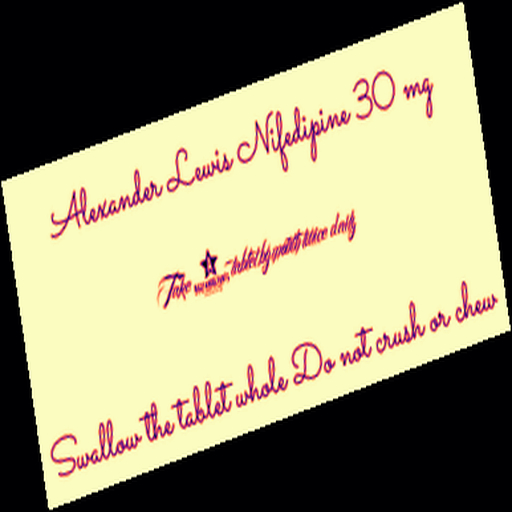 Alexander Lewis Nifedipine 30 mg
Take tablet by mouth daily
Swallow the tablet whole Do not crush or chew